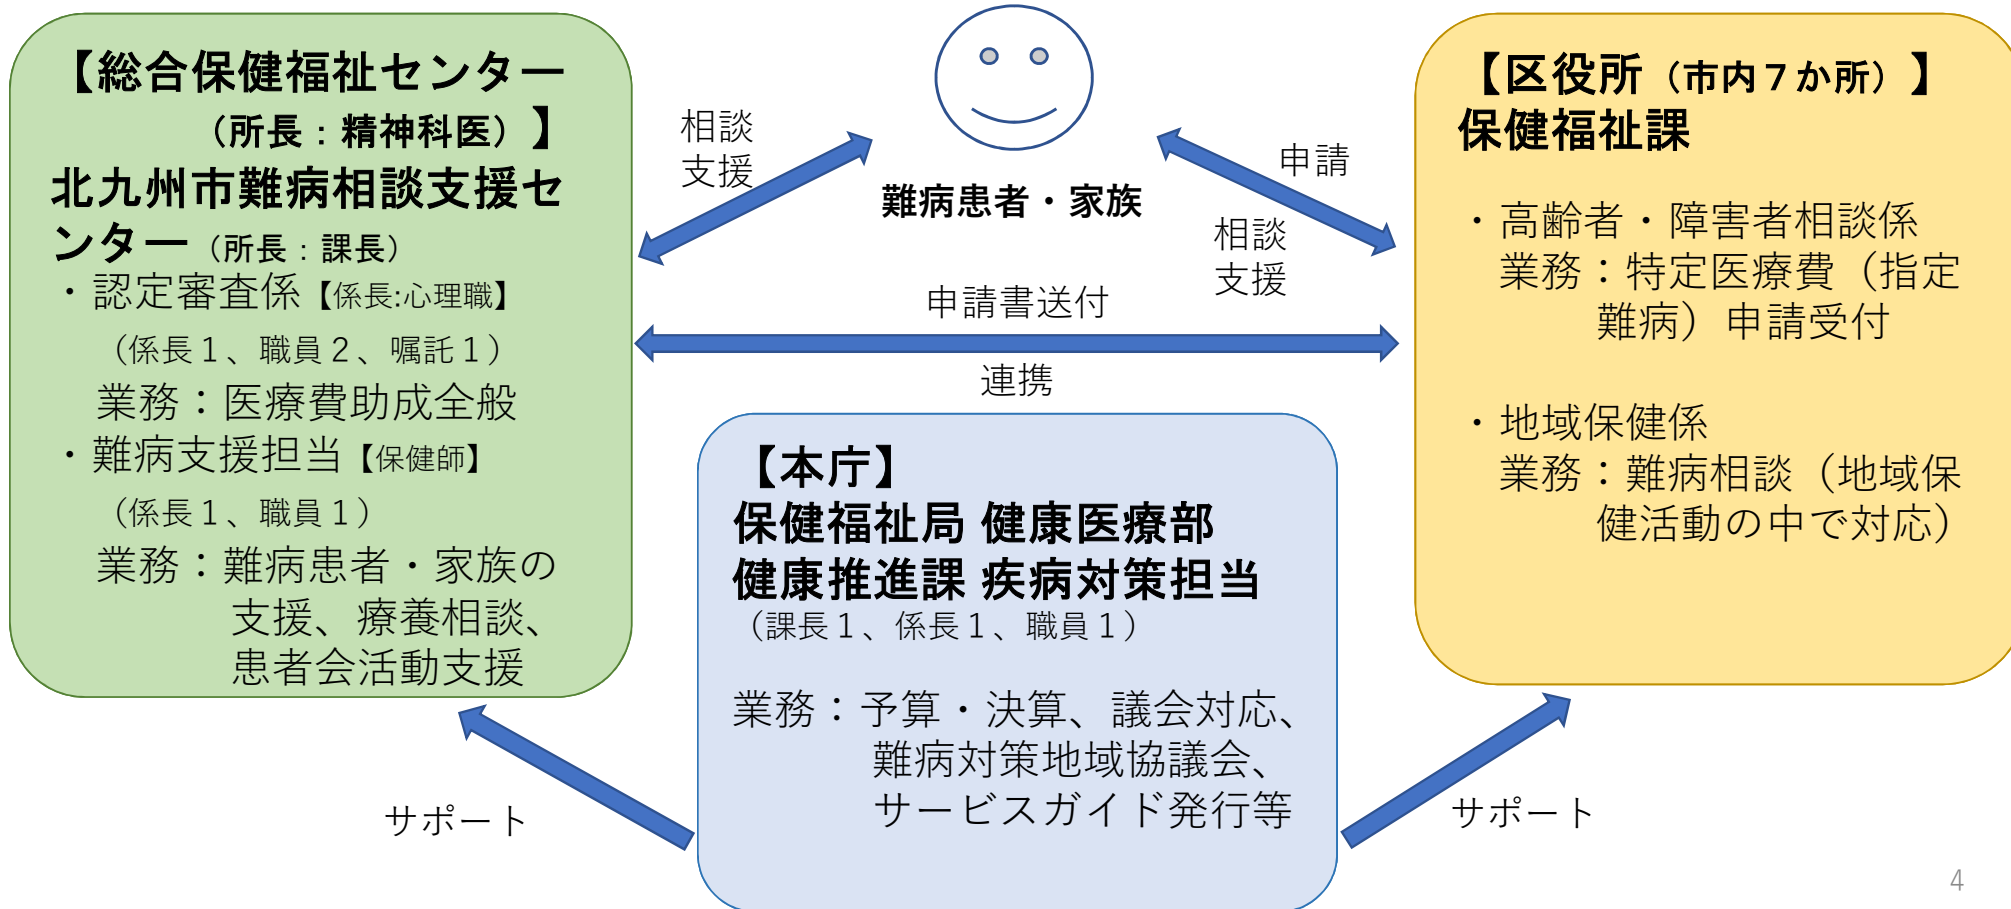 【総合保健福祉センター
（所長：精神科医）】
北九州市難病相談支援セ
ンター（所長：課長）
・認定審査係【係長:心理職】
（係長１、職員２、嘱託１）
業務：医療費助成全般
・難病支援担当【保健師】
（係長１、職員１）
業務：難病患者・家族の
支援、療養相談、
患者会活動支援
相談
支援
難病患者・家族
申請
相談
支援
申請書送付
連携
【区役所（市内７か所）】
保健福祉課
・高齢者・障害者相談係
業務：特定医療費（指定
難病）申請受付
・地域保健係
業務：難病相談（地域保
健活動の中で対応）
【本庁】
保健福祉局 健康医療部
健康推進課 疾病対策担当
（課長１、係長１、職員１）
業務：予算・決算、議会対応、
難病対策地域協議会、
サービスガイド発行等
サポート
サポート
4